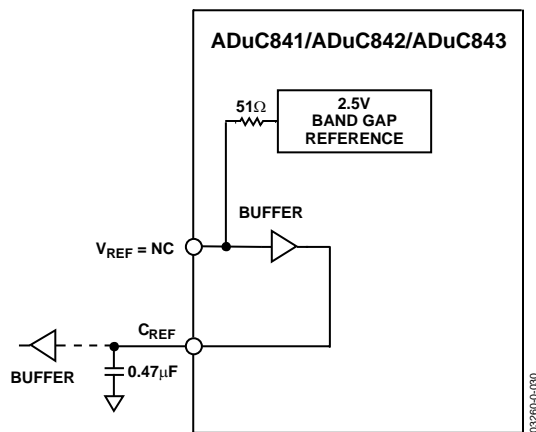 ADuC841/ADuC842/ADuC843
51Ω
2.5V
BAND GAP
REFERENCE
BUFFER
VREF = NC
CREF
BUFFER
0.47μF
03260-0-030